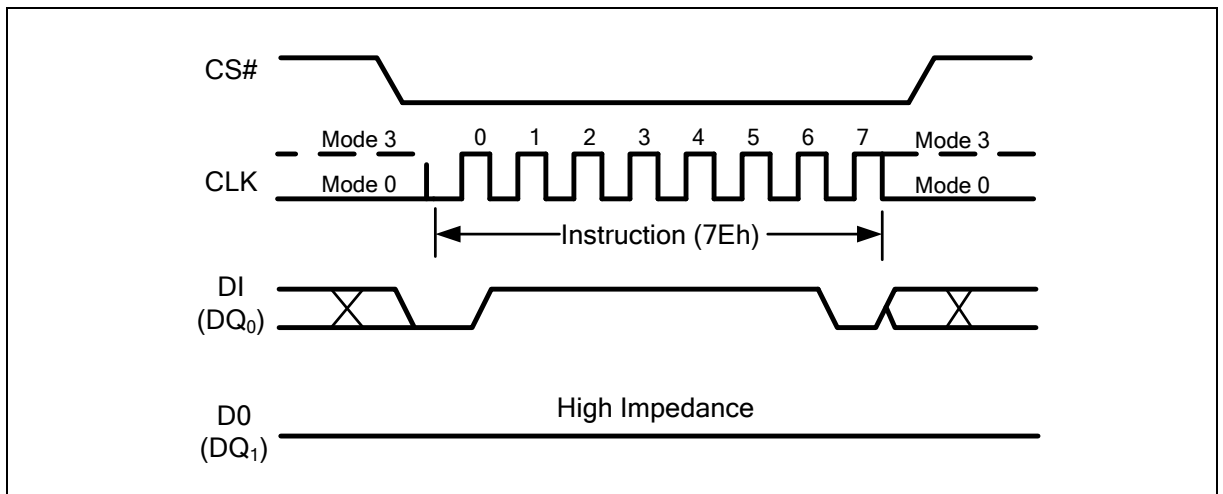 CS#
Mode 3 0 1 2 3 4 5 6 7 Mode 3
CLK
Mode 0 Mode 0
Instruction (7Eh)
DI
(DQ₀)
High Impedance
D0
(DQ₁)